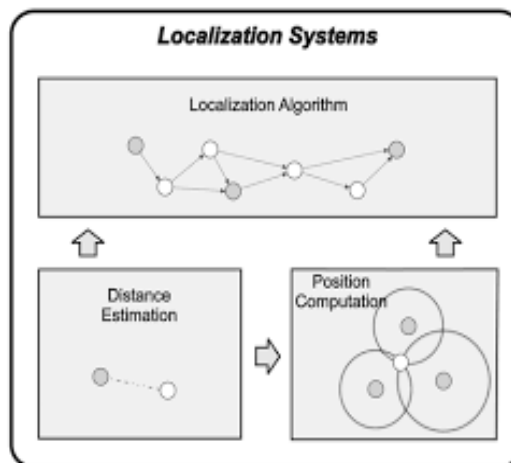 Localization Systems
Localization Algorithm
Distance
Estimation
Position
Computation